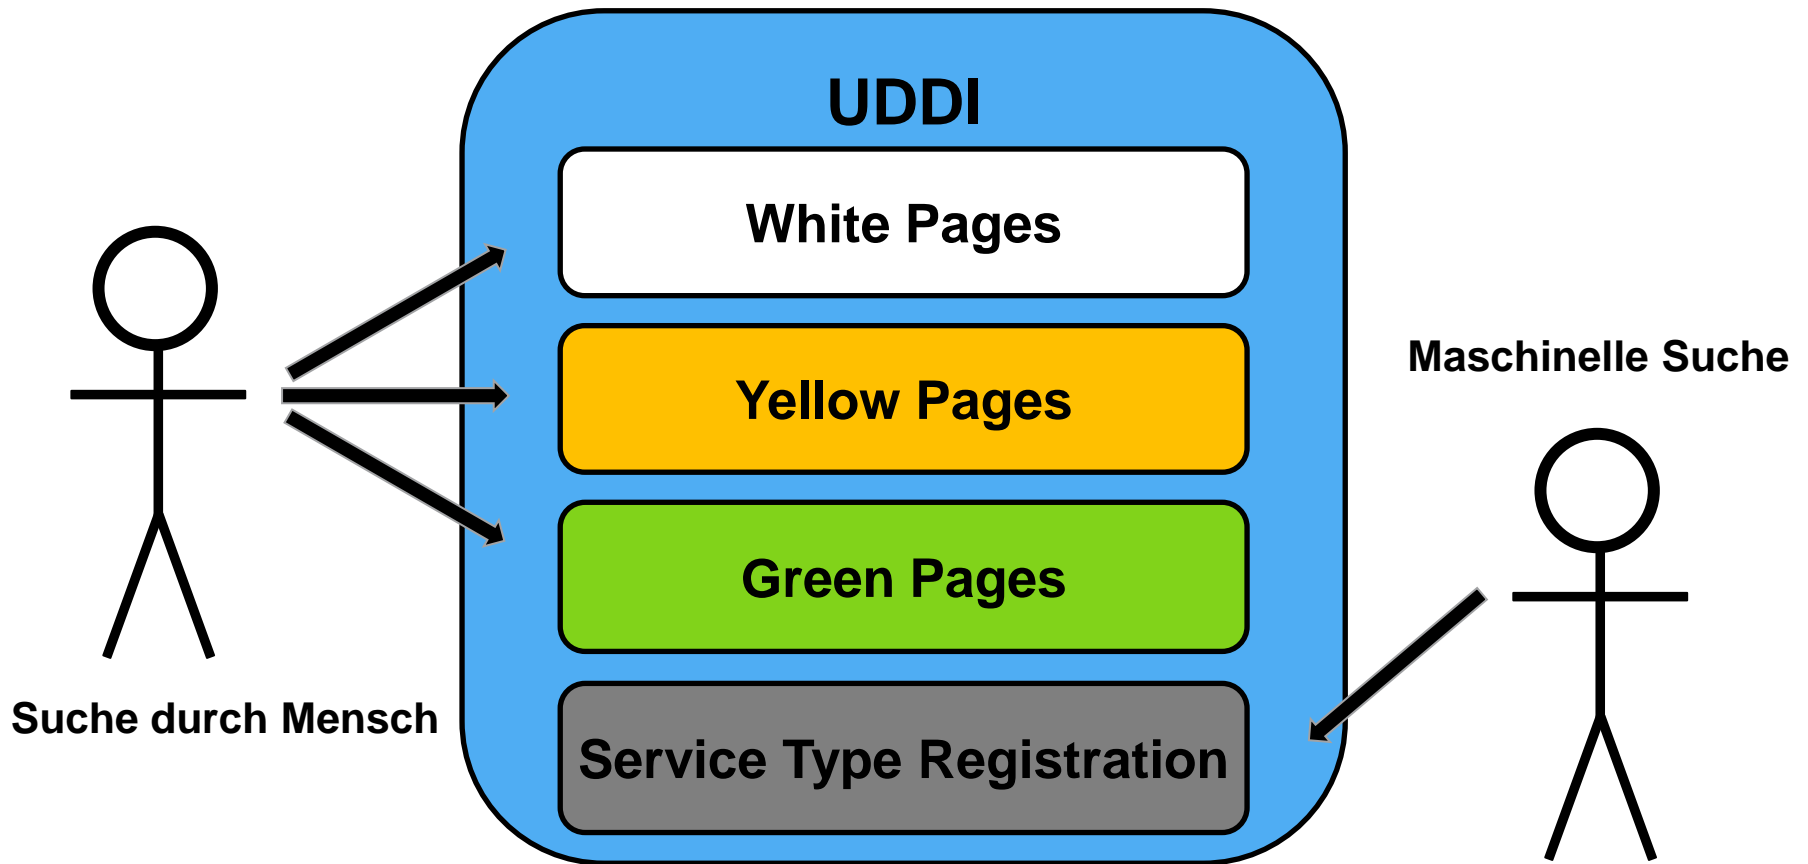 UDDI
White Pages
Yellow Pages
Maschinelle Suche
Green Pages
Suche durch Mensch
Service Type Registration